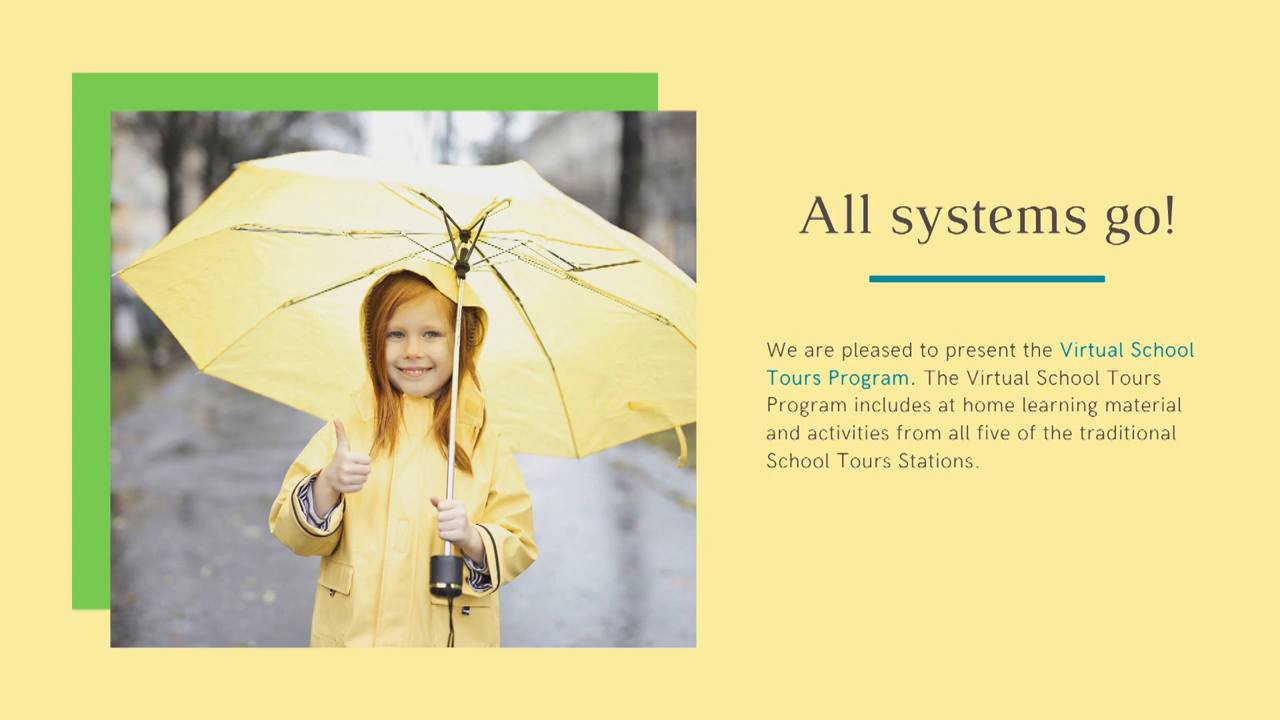 All systems go!
We are pleased to present the Virtual School
Tours Program. The Virtual School Tours
Program includes at home learning material
and activities from all five of the traditional
School Tours Stations.